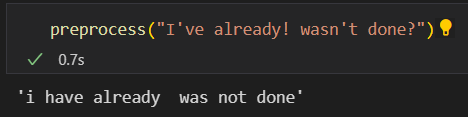 preprocess("I've already! wasn't done?")
0.7s
'i have already  was not done'